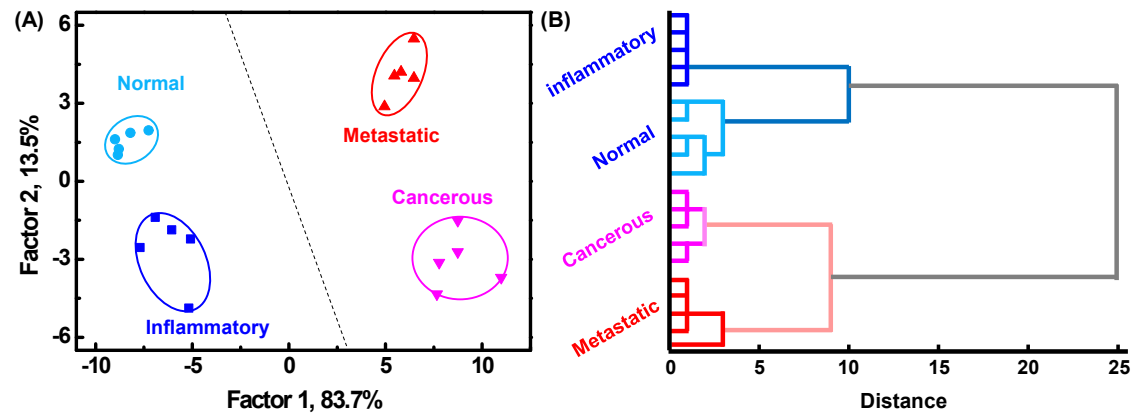 (A)
6
3
0
-3
-6
-10
-5
0
5
10
Factor 2, 13.5%
Factor 1, 83.7%
Normal
Metastatic
Cancerous
Inflammatory
(B)
inflammatory
Normal
Cancerous
Metastatic
0
5
10
15
20
25
Distance